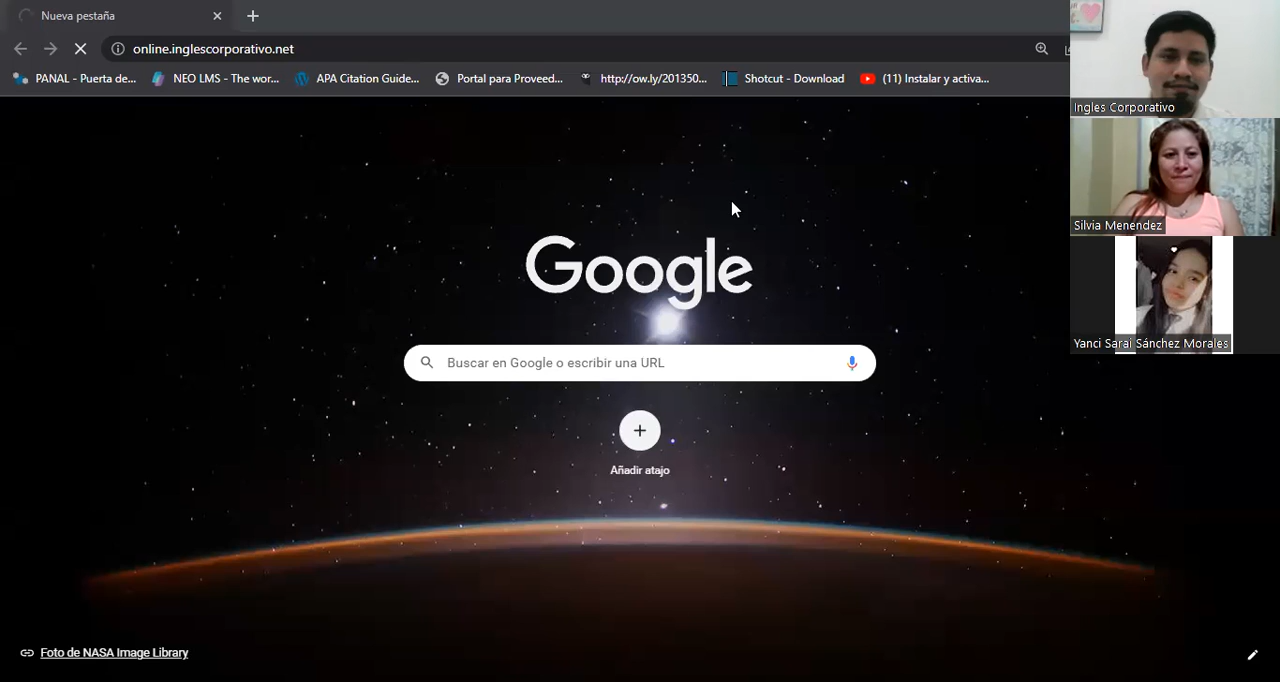 Nueva pestaña
online.inglescorporativo.net
PANAL - Puerta de...
NEO LMS - The wor...
APA Citation Guide...
Portal para Proveed...
http://ow.ly/201350...
Shotcut - Download
(11) Instalar y activa...
Ingles Corporativo
Silvia Menendez
Yanci Sarai Sánchez Morales
Google
Buscar en Google o escribir una URL
Añadir atajo
Foto de NASA Image Library